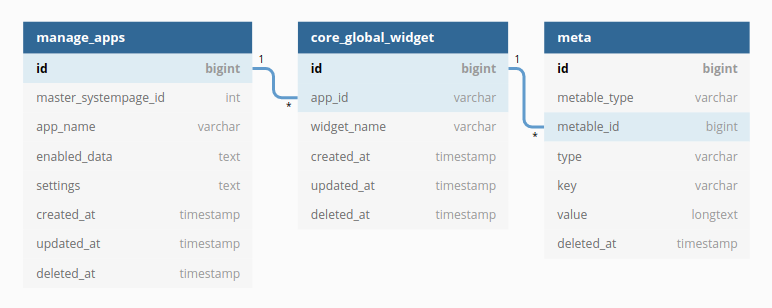 manage_apps
id bigint
master_systempage_id int
app_name varchar
enabled_data text
settings text
created_at timestamp
updated_at timestamp
deleted_at timestamp
1
*
core_global_widget
id bigint
app_id varchar
widget_name varchar
created_at timestamp
updated_at timestamp
deleted_at timestamp
1
*
meta
id bigint
metable_type varchar
metable_id bigint
type varchar
key varchar
value longtext
deleted_at timestamp